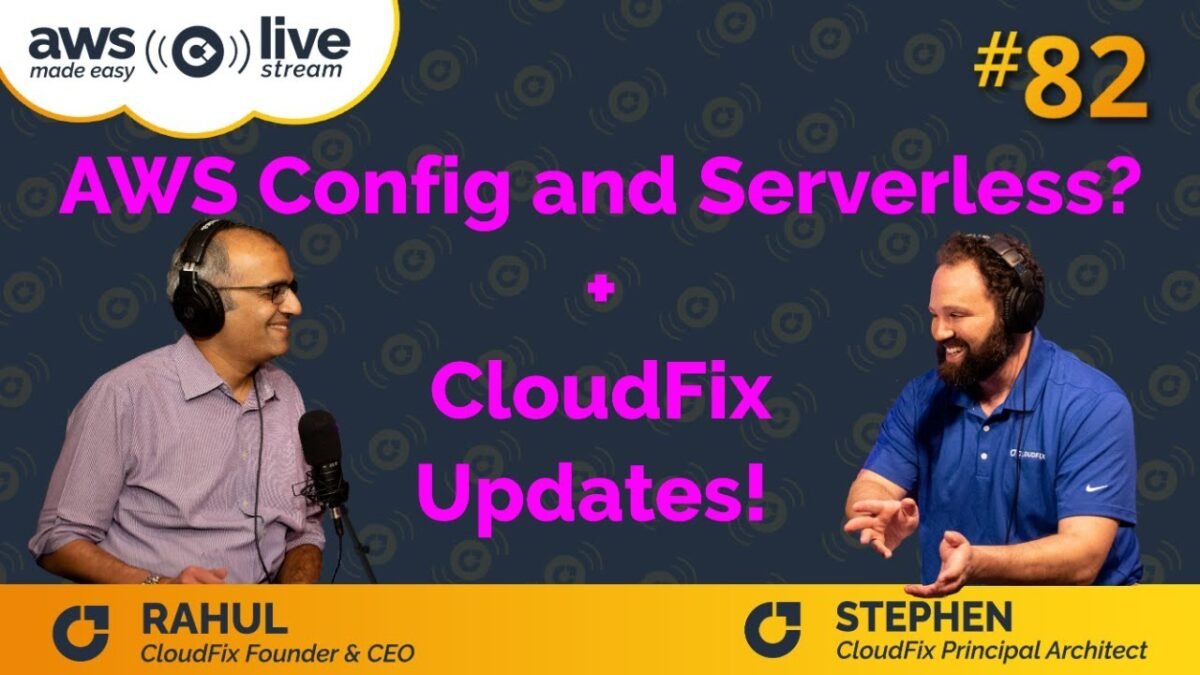 aws live
made easy stream
#82
AWS Config and Serverless?
+
CloudFix
Updates!
CLOUDFIX
RAHUL
CloudFix Founder & CEO
STEPHEN
CloudFix Principal Architect